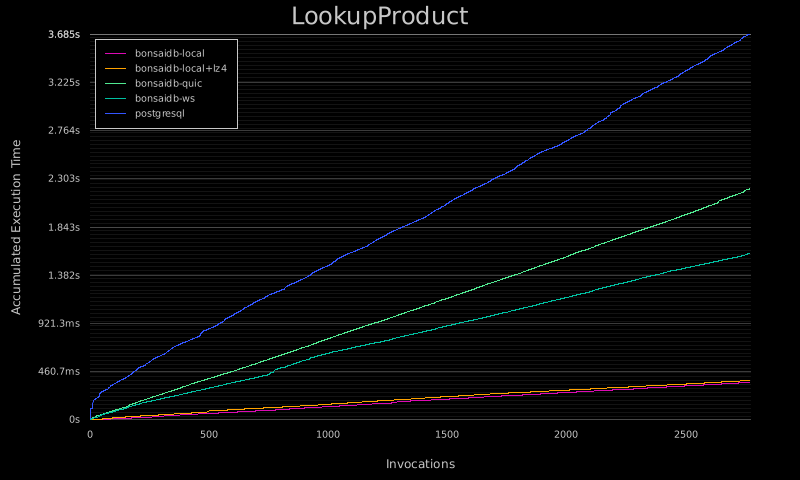 LookupProduct
3.685s
3.225s
2.764s
2.303s
1.843s
1.382s
921.3ms
460.7ms
0s
Accumulated Execution Time
bonsaidb-local
bonsaidb-local+lz4
bonsaidb-quic
bonsaidb-ws
postgresql
0
500
1000
1500
2000
2500
Invocations